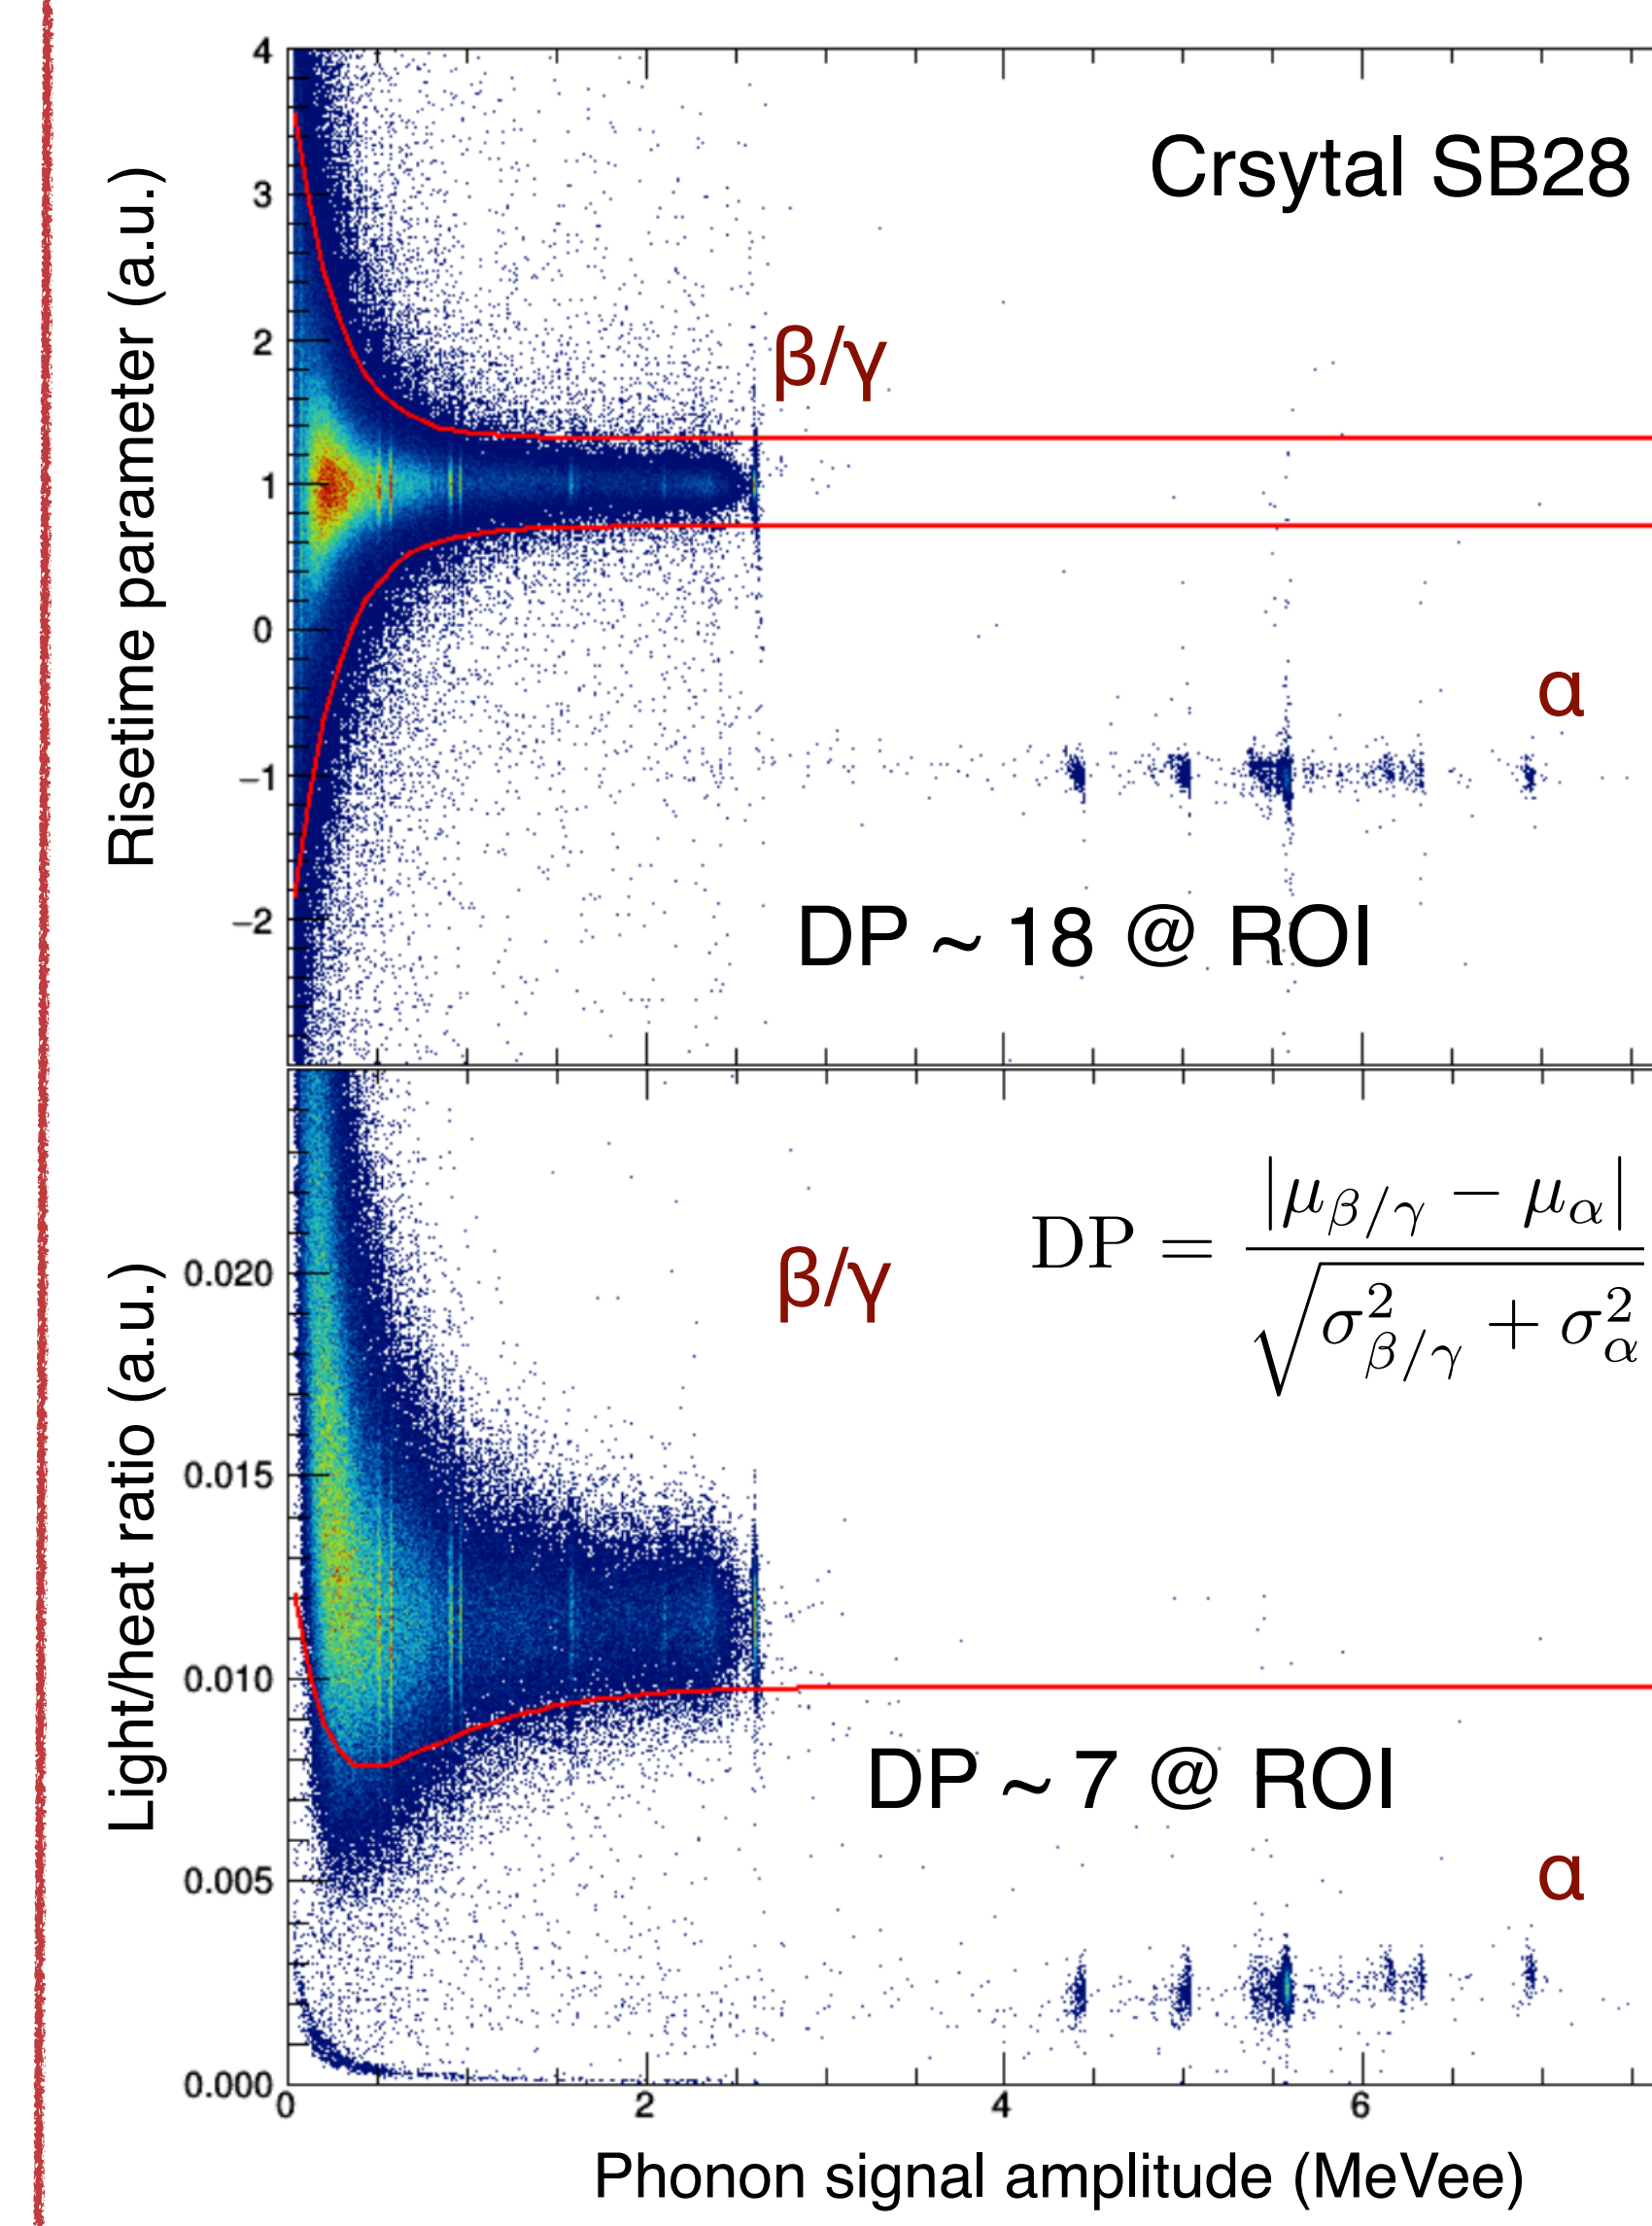 Crsytal SB28
Risetime parameter (a.u.)
4
3
2
1
0
−1
−2
β/γ
α
DP ~ 18 @ ROI
Light/heat ratio (a.u.)
0.020
0.015
0.010
0.005
0.000
β/γ
DP = |μβ/γ − μα| / √σ²β/γ + σ²α
DP ~ 7 @ ROI
α
0 2 4 6
Phonon signal amplitude (MeVee)